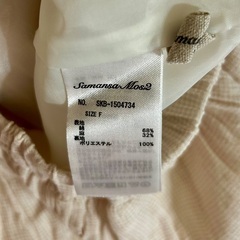 Samansa Mos2
NO. SKB-1504734
SIZE F
表地
綿 68%
麻 32%
裏地
ポリエステル 100%